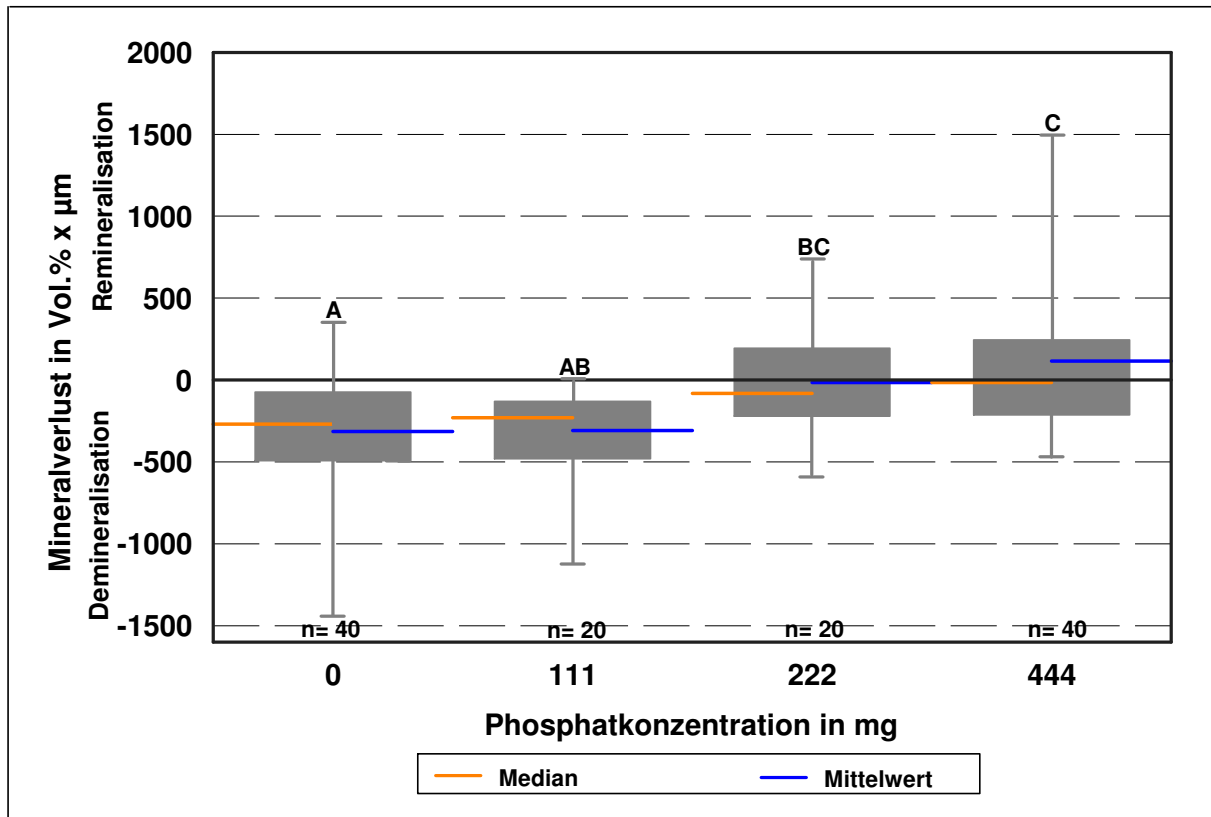 2000
1500
1000
500
0
-500
-1000
-1500
Mineralverlust in Vol.% x µm
Demineralisation
Remineralisation
A
AB
BC
C
n= 40
n= 20
n= 20
n= 40
0
111
222
444
Phosphatkonzentration in mg
Median
Mittelwert